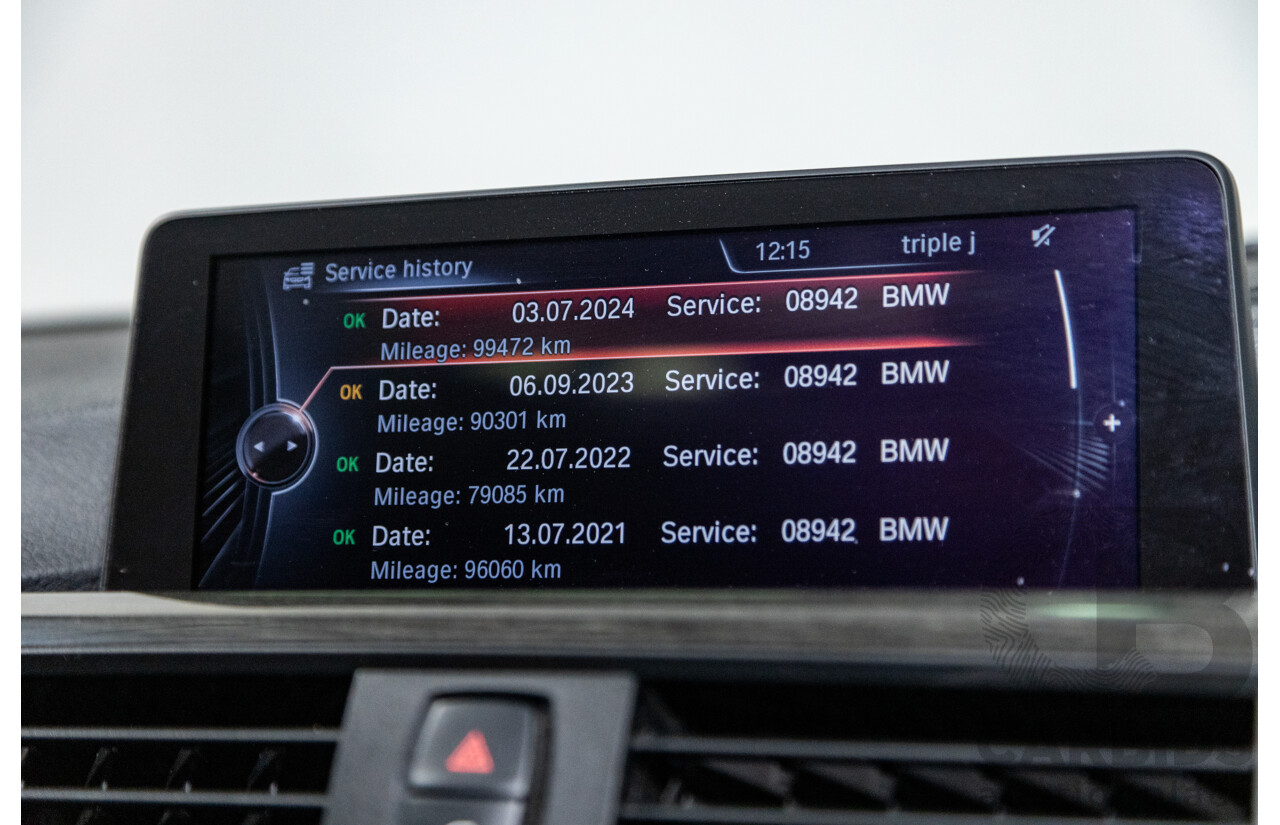 Service history 12:15 triple j
OK Date: 03.07.2024 Service: 08942 BMW
Mileage: 99472 km
OK Date: 06.09.2023 Service: 08942 BMW
Mileage: 90301 km
OK Date: 22.07.2022 Service: 08942 BMW
Mileage: 79085 km
OK Date: 13.07.2021 Service: 08942 BMW
Mileage: 96060 km
CARBIDS